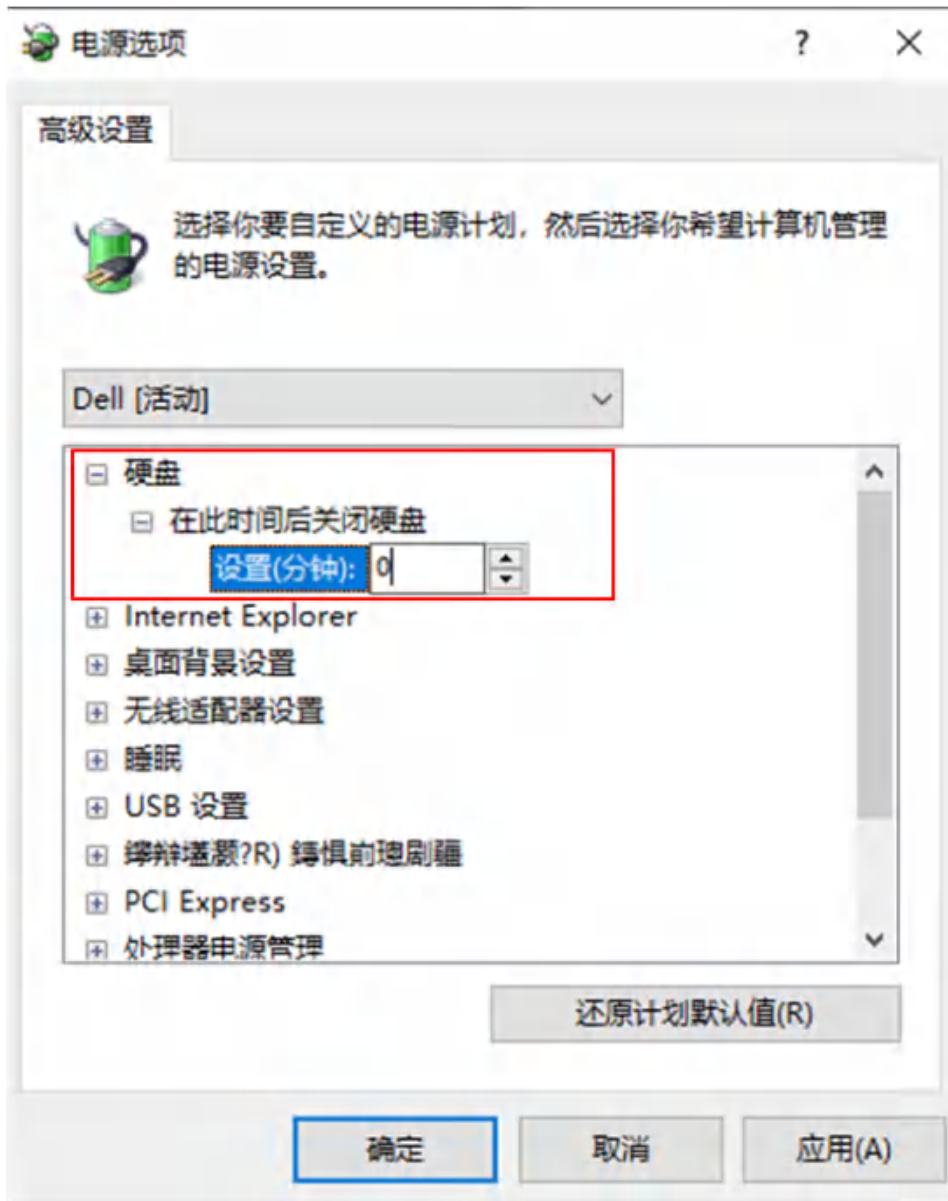 电源选项
高级设置
选择你要自定义的电源计划，然后选择你希望计算机管理
的电源设置。
Dell [活动]
硬盘
在此时间后关闭硬盘
设置(分钟): 0
Internet Explorer
桌面背景设置
无线适配器设置
睡眠
USB 设置
?R)
PCI Express
处理器电源管理
还原计划默认值(R)
确定 取消 应用(A)